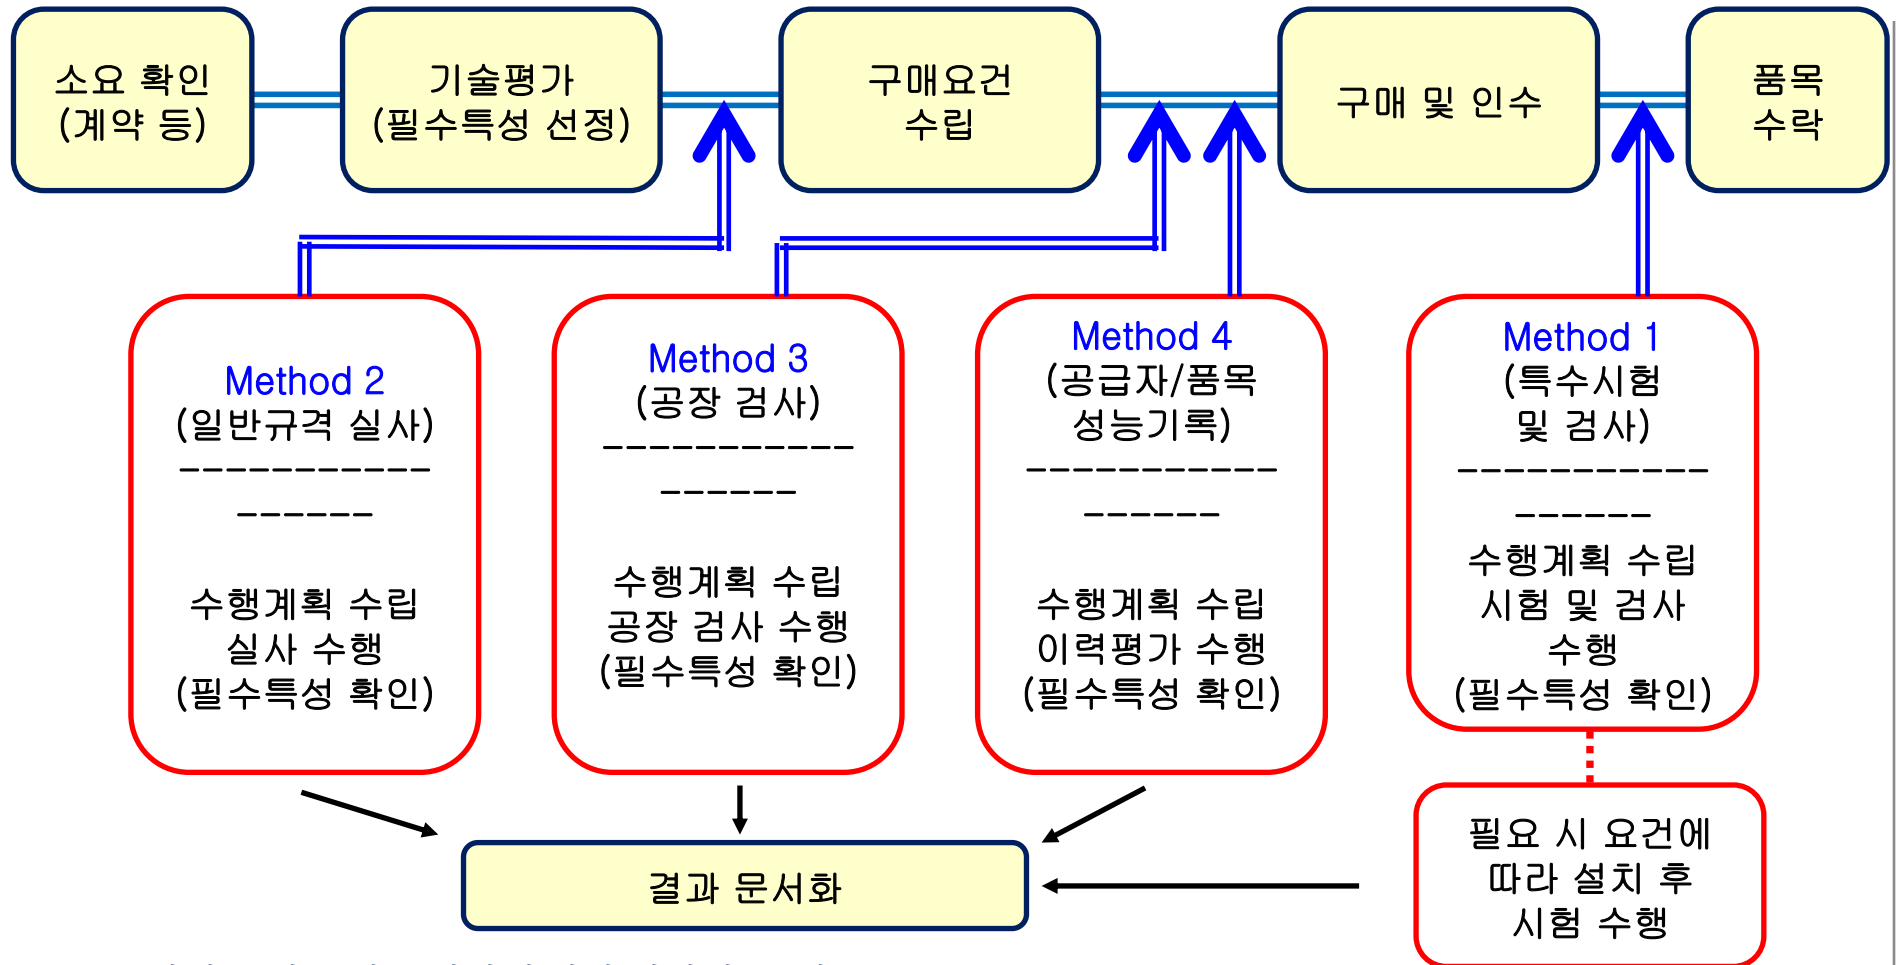 소요 확인
(계약 등)
기술평가
(필수특성 선정)
구매요건
수립
구매 및 인수
품목
수락
Method 2
(일반규격 실사)
-----------
------
수행계획 수립
실사 수행
(필수특성 확인)
Method 3
(공장 검사)
-----------
------
수행계획 수립
공장 검사 수행
(필수특성 확인)
Method 4
(공급자/품목
성능기록)
-----------
------
수행계획 수립
이력평가 수행
(필수특성 확인)
Method 1
(특수시험
및 검사)
-----------
------
수행계획 수립
시험 및 검사
수행
(필수특성 확인)
필요 시 요건에
따라 설치 후
시험 수행
결과 문서화